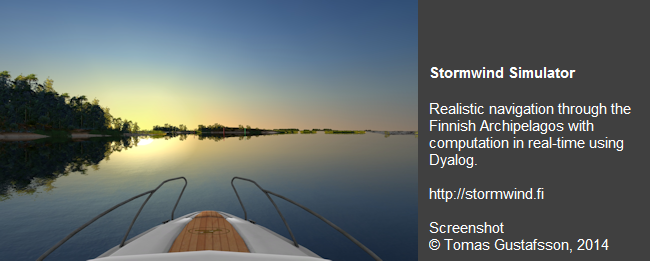 Stormwind Simulator
Realistic navigation through the
Finnish Archipelagos with
computation in real-time using
Dyalog.
http://stormwind.fi
Screenshot
© Tomas Gustafsson, 2014